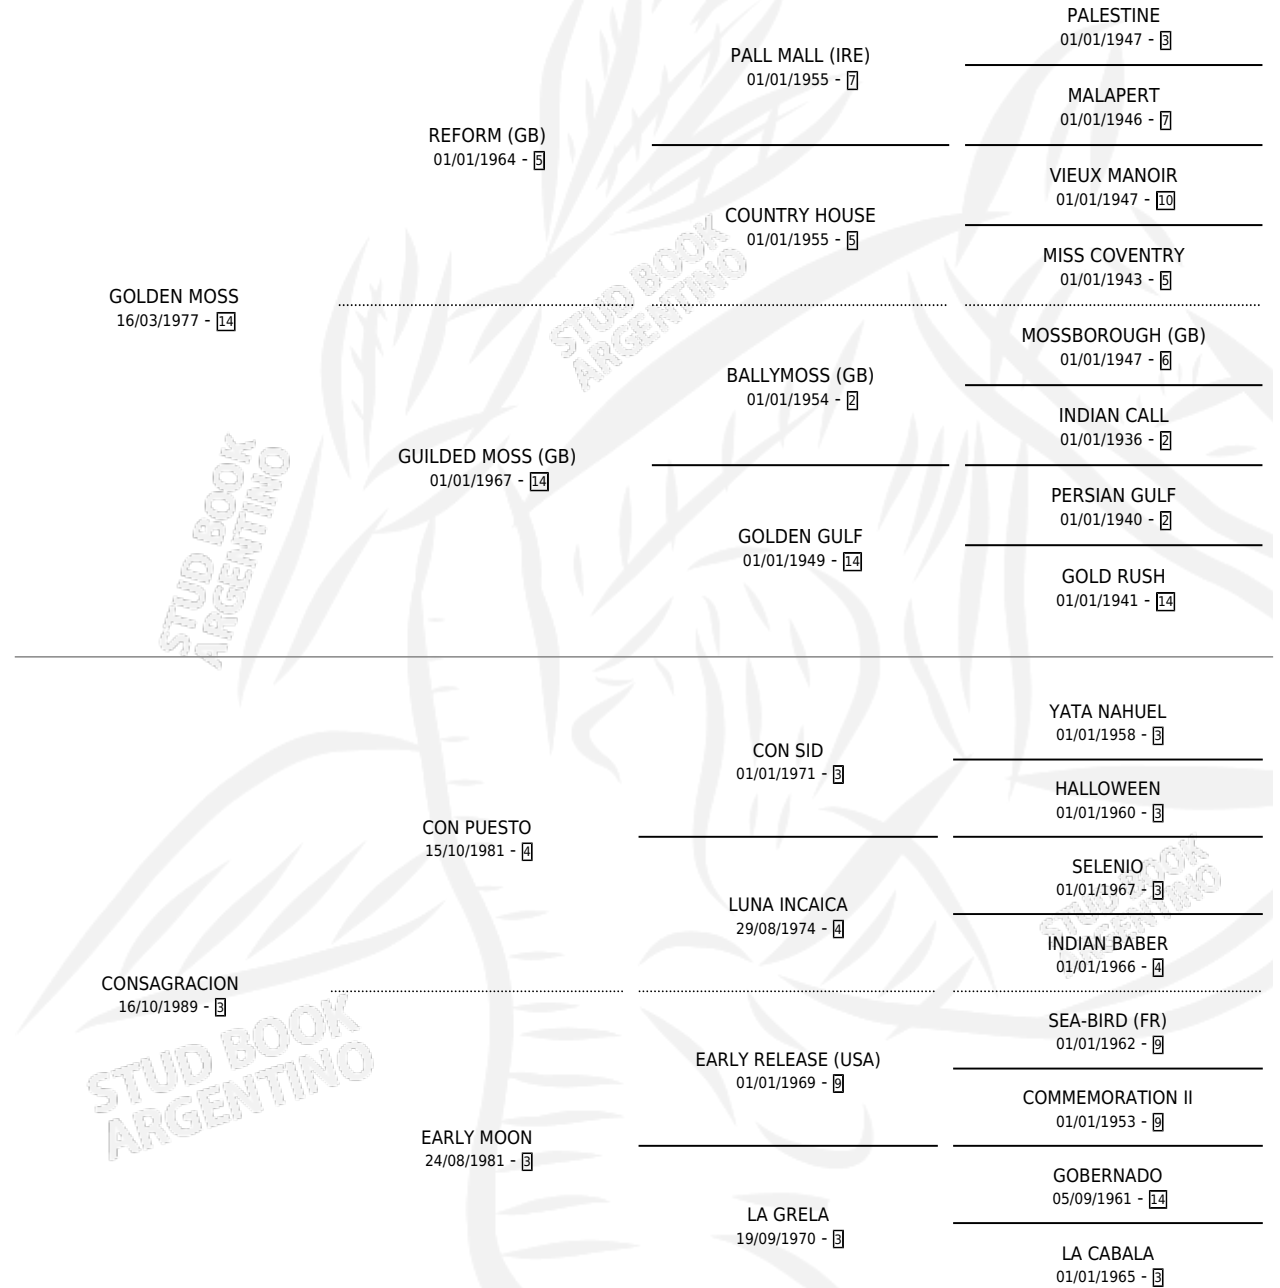 PALESTINE
01/01/1947 - 3
PALL MALL (IRE)
01/01/1955 - 7
MALAPERT
01/01/1946 - 7
REFORM (GB)
01/01/1964 - 5
VIEUX MANOIR
01/01/1947 - 10
COUNTRY HOUSE
01/01/1955 - 5
MISS COVENTRY
01/01/1943 - 5
GOLDEN MOSS
16/03/1977 - 14
MOSSBOROUGH (GB)
01/01/1947 - 6
BALLYMOSS (GB)
01/01/1954 - 2
INDIAN CALL
01/01/1936 - 2
GUILDED MOSS (GB)
01/01/1967 - 14
PERSIAN GULF
01/01/1940 - 2
GOLDEN GULF
01/01/1949 - 14
GOLD RUSH
01/01/1941 - 14
YATA NAHUEL
01/01/1958 - 3
CON SID
01/01/1971 - 3
HALLOWEEN
01/01/1960 - 3
CON PUESTO
15/10/1981 - 4
SELENIO
01/01/1967 - 3
LUNA INCAICA
29/08/1974 - 4
INDIAN BABER
01/01/1966 - 4
CONSAGRACION
16/10/1989 - 3
SEA-BIRD (FR)
01/01/1962 - 9
EARLY RELEASE (USA)
01/01/1969 - 9
COMMEMORATION II
01/01/1953 - 9
EARLY MOON
24/08/1981 - 3
GOBERNADO
05/09/1961 - 14
LA GRELA
19/09/1970 - 3
LA CABALA
01/01/1965 - 3
STUD BOOK
ARGENTINO
STUD BOOK
ARGENTINO
STUD BOOK
ARGENTINO
STUD BOOK
ARGENTINO